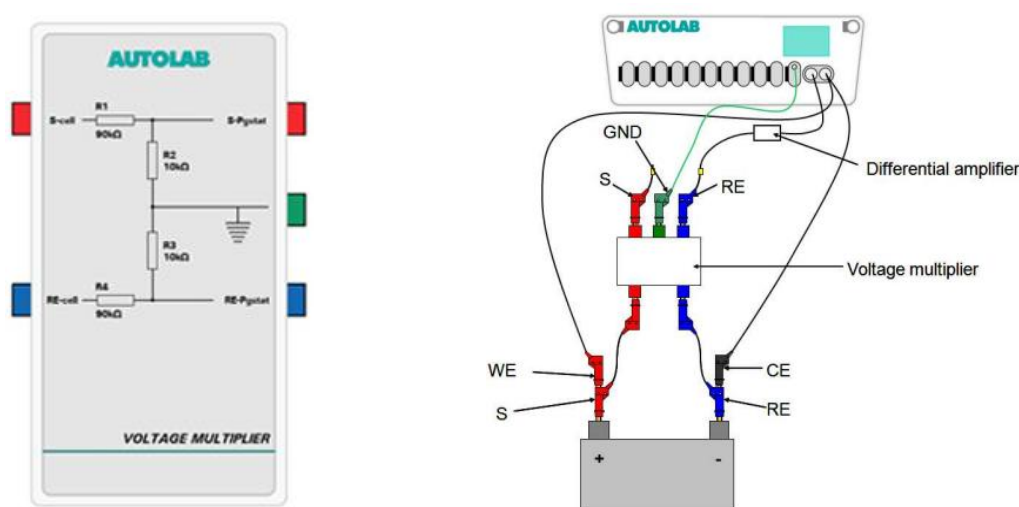 AUTOLAB
R1
S-cell
S-Pgstat
90kΩ
R2
10kΩ
R3
10kΩ
R4
RE-cell
RE-Pgstat
90kΩ
VOLTAGE MULTIPLIER
AUTOLAB
GND
S
RE
Differential amplifier
Voltage multiplier
WE
CE
S
RE
+
-